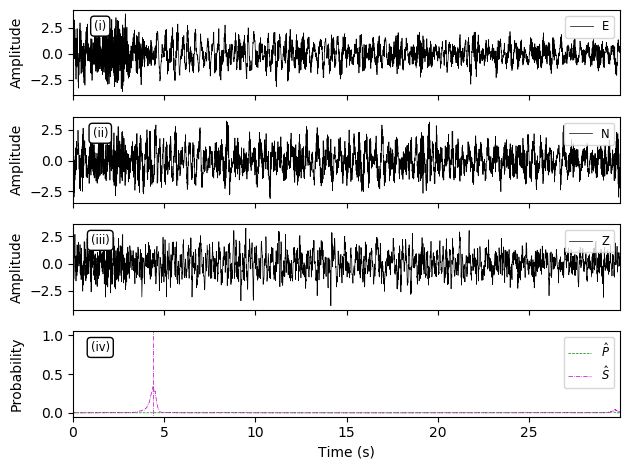 (i)
E
Amplitude
2.5
0.0
−2.5
(ii)
N
Amplitude
2.5
0.0
−2.5
(iii)
Z
Amplitude
2.5
0.0
−2.5
(iv)
P̂
Ŝ
Probability
1.0
0.5
0.0
0 5 10 15 20 25
Time (s)